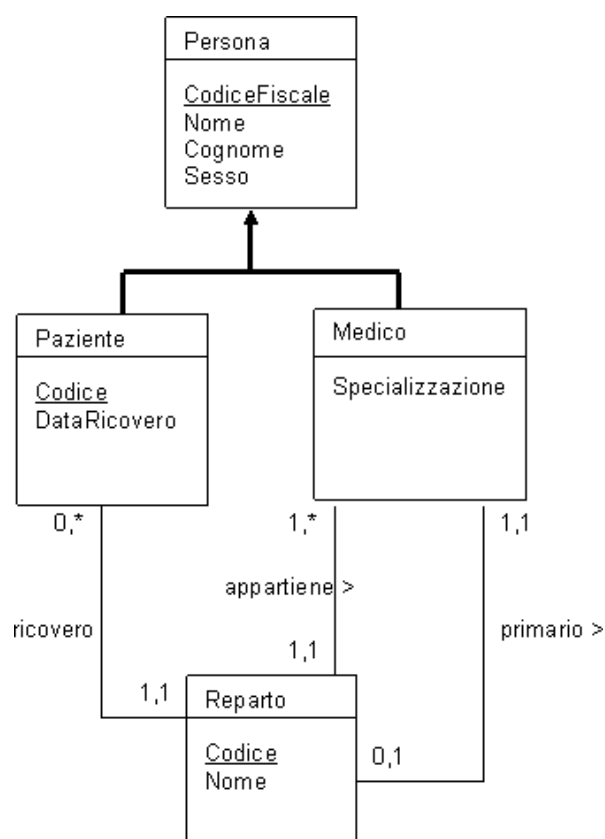 Persona
CodiceFiscale
Nome
Cognome
Sesso
Paziente
Codice
DataRicovero
Medico
Specializzazione
0,*
1,*
1,1
appartiene >
ricovero
primario >
1,1
1,1
Reparto
Codice
Nome
0,1